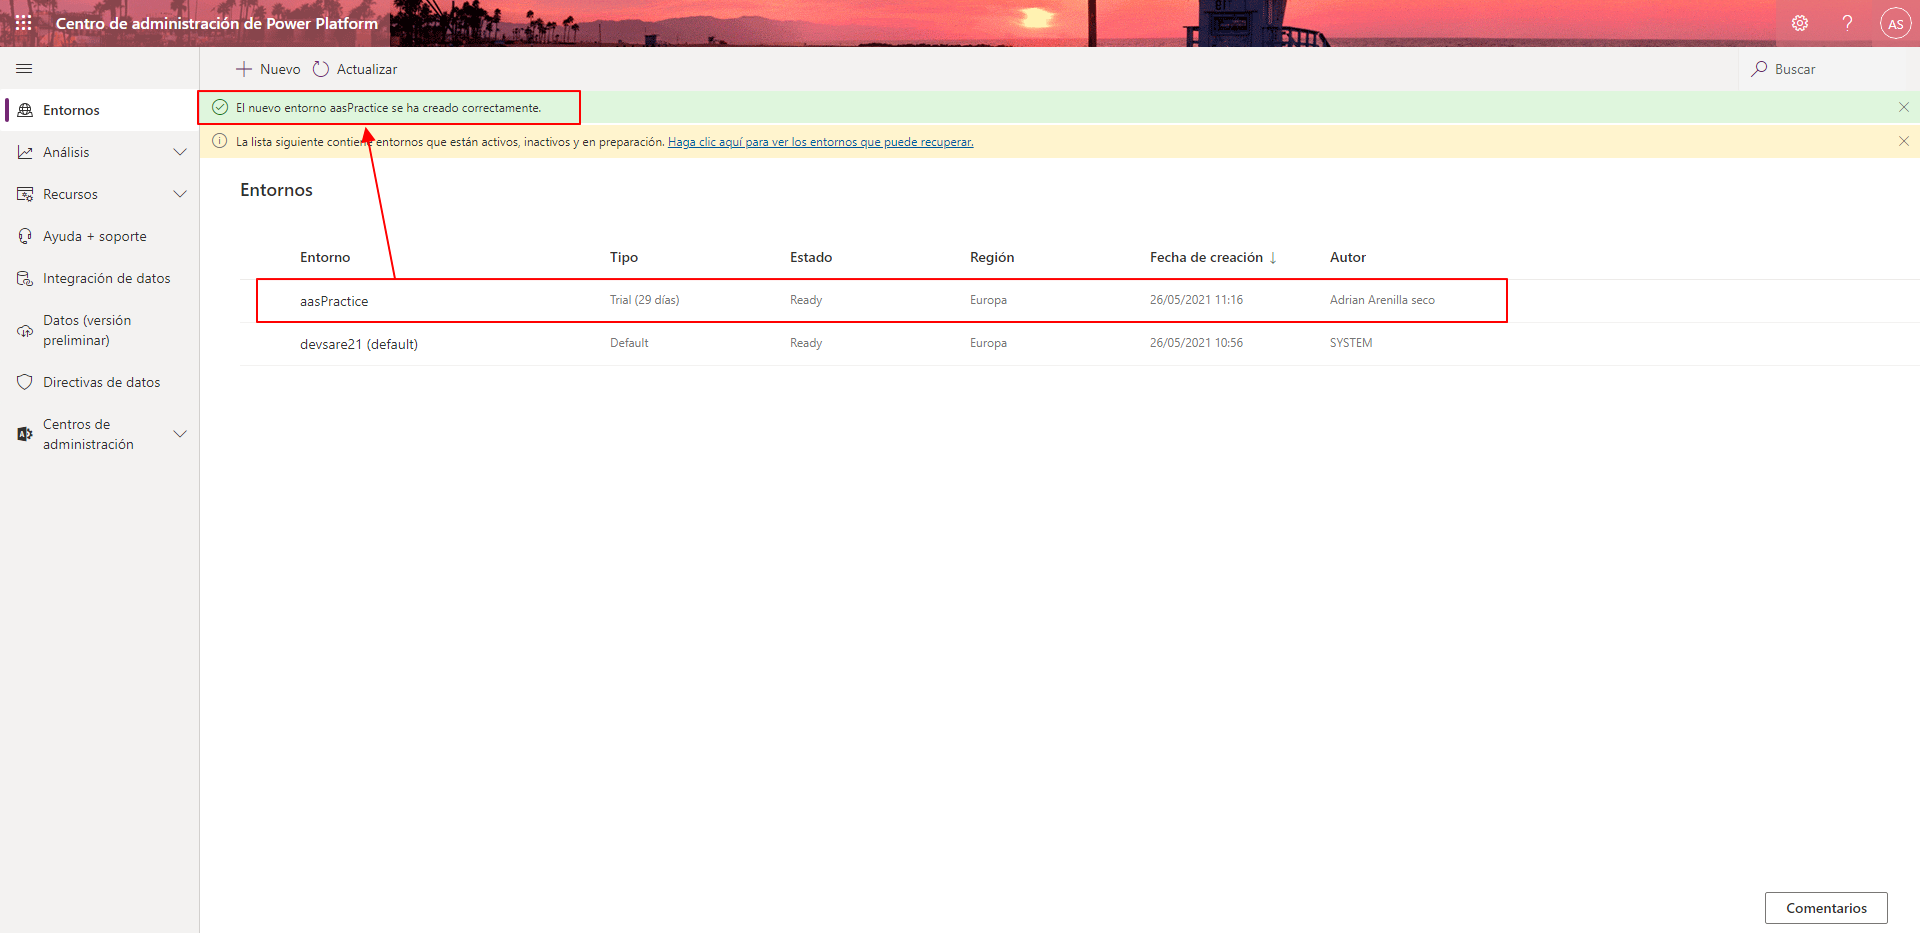 Centro de administración de Power Platform
AS
Nuevo
Actualizar
Buscar
Entornos
Análisis
Recursos
Ayuda + soporte
Integración de datos
Datos (versión
preliminar)
Directivas de datos
Centros de
administración
El nuevo entorno aasPractice se ha creado correctamente.
La lista siguiente contiene entornos que están activos, inactivos y en preparación. Haga clic aquí para ver los entornos que puede recuperar.
Entornos
Entorno Tipo Estado Región Fecha de creación ↓ Autor
aasPractice Trial (29 días) Ready Europa 26/05/2021 11:16 Adrian Arenilla seco
devsare21 (default) Default Ready Europa 26/05/2021 10:56 SYSTEM
Comentarios